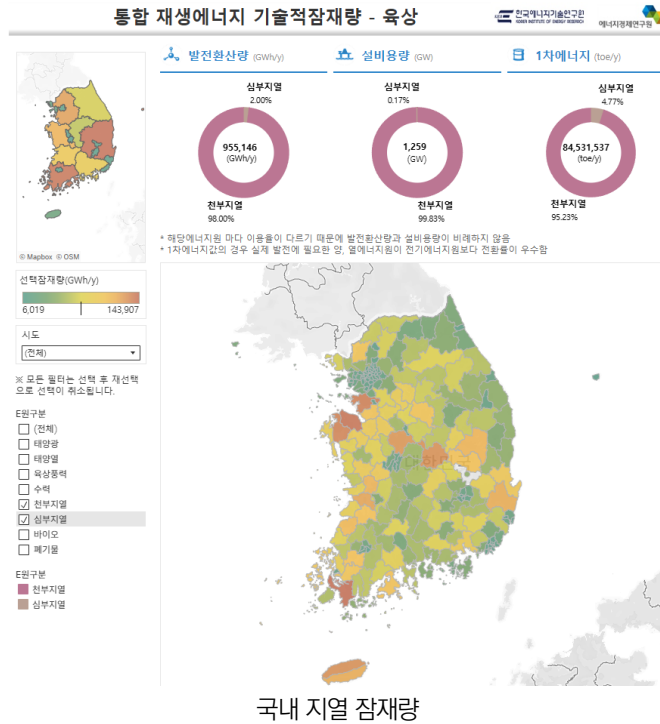 통합 재생에너지 기술적잠재량 - 육상
한국에너지기술연구원
KOREA INSTITUTE OF ENERGY RESEARCH
에너지경제연구원
발전환산량 (GWh/y)
설비용량 (GW)
1차에너지 (toe/y)
심부지열
2.00%
955,146
(GWh/y)
천부지열
98.00%
심부지열
0.17%
1,259
(GW)
천부지열
99.83%
심부지열
4.77%
84,531,537
(toe/y)
천부지열
95.23%
* 해당에너지원 마다 이용율이 다르기 때문에 발전환산량과 설비용량이 비례하지 않음
* 1차에너지값의 경우 실제 발전에 필요한 양, 열에너지원이 전기에너지원보다 전환율이 우수함
© Mapbox © OSM
선택잠재량(GWh/y)
6,019 143,907
시도
(전체)
※ 모든 필터는 선택 후 재선택
으로 선택이 취소됩니다.
E원구분
(전체)
태양광
태양열
육상풍력
수력
천부지열
심부지열
바이오
폐기물
E원구분
천부지열
심부지열
대한민국
국내 지열 잠재량